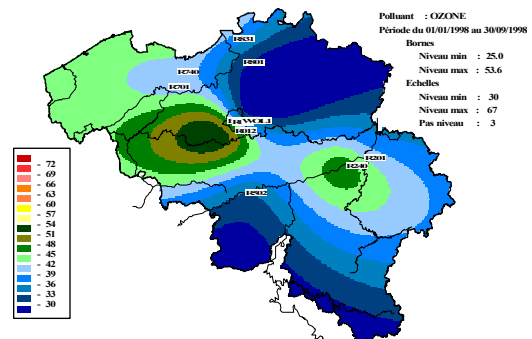 Polluant : OZONE
Période du 01/01/1998 au 30/09/1998
Bornes
Niveau min : 25.0
Niveau max : 53.6
Echelles
Niveau min : 30
Niveau max : 67
Pas niveau : 3
R831
R801
R740
R701
WOL1
R012
R201
R240
R502
- 72
- 69
- 66
- 63
- 60
- 57
- 54
- 51
- 48
- 45
- 42
- 39
- 36
- 33
- 30